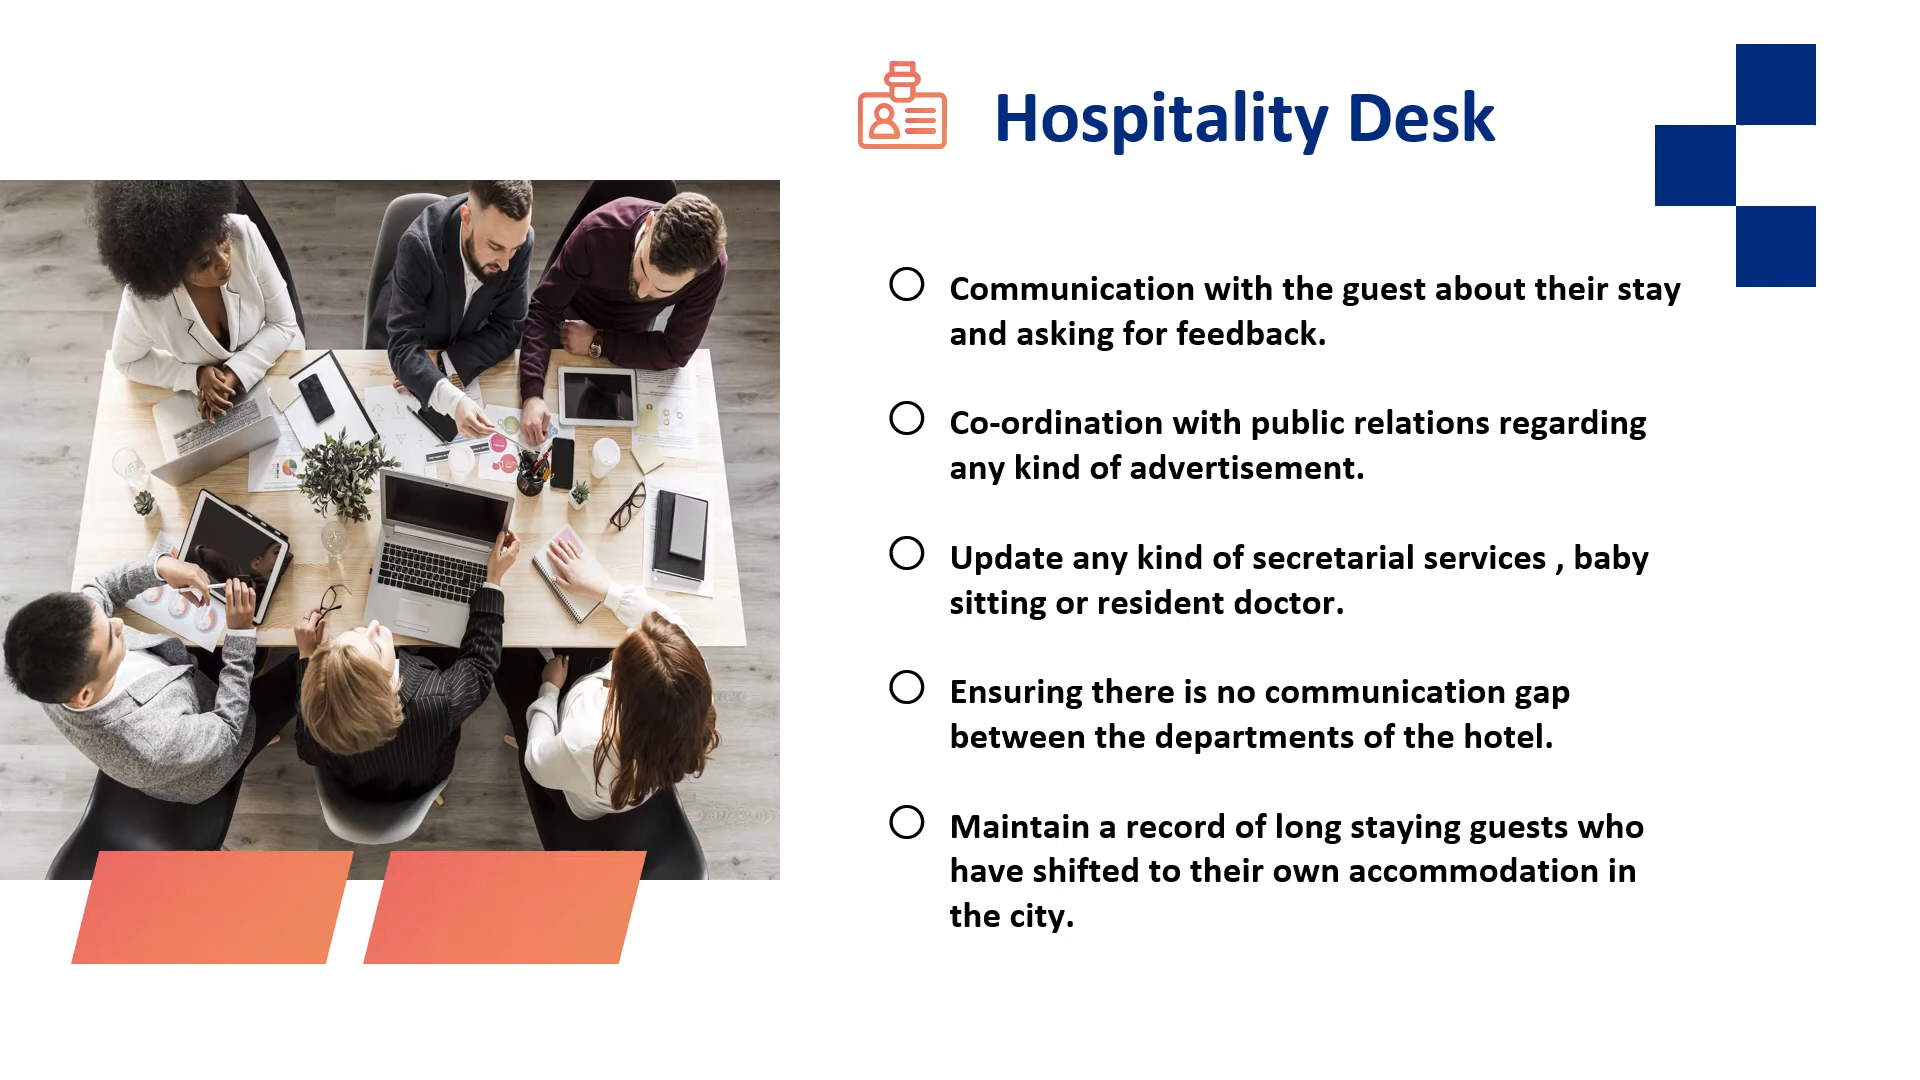 Hospitality Desk
Communication with the guest about their stay
and asking for feedback.
Co-ordination with public relations regarding
any kind of advertisement.
Update any kind of secretarial services , baby
sitting or resident doctor.
Ensuring there is no communication gap
between the departments of the hotel.
Maintain a record of long staying guests who
have shifted to their own accommodation in
the city.